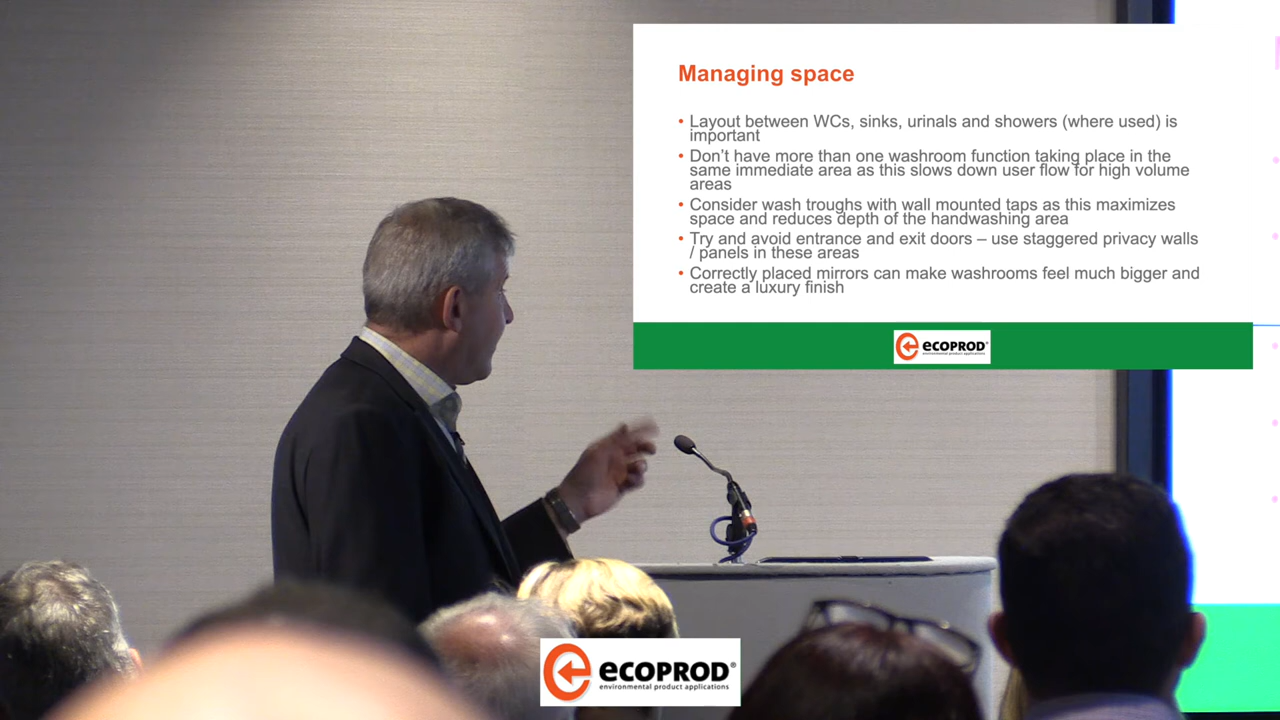 Managing space
• Layout between WCs, sinks, urinals and showers (where used) is
important
• Don’t have more than one washroom function taking place in the
same immediate area as this slows down user flow for high volume
areas
• Consider wash troughs with wall mounted taps as this maximizes
space and reduces depth of the handwashing area
• Try and avoid entrance and exit doors – use staggered privacy walls
/ panels in these areas
• Correctly placed mirrors can make washrooms feel much bigger and
create a luxury finish
ecoprod®
environmental product applications
ecoprod®
environmental product applications